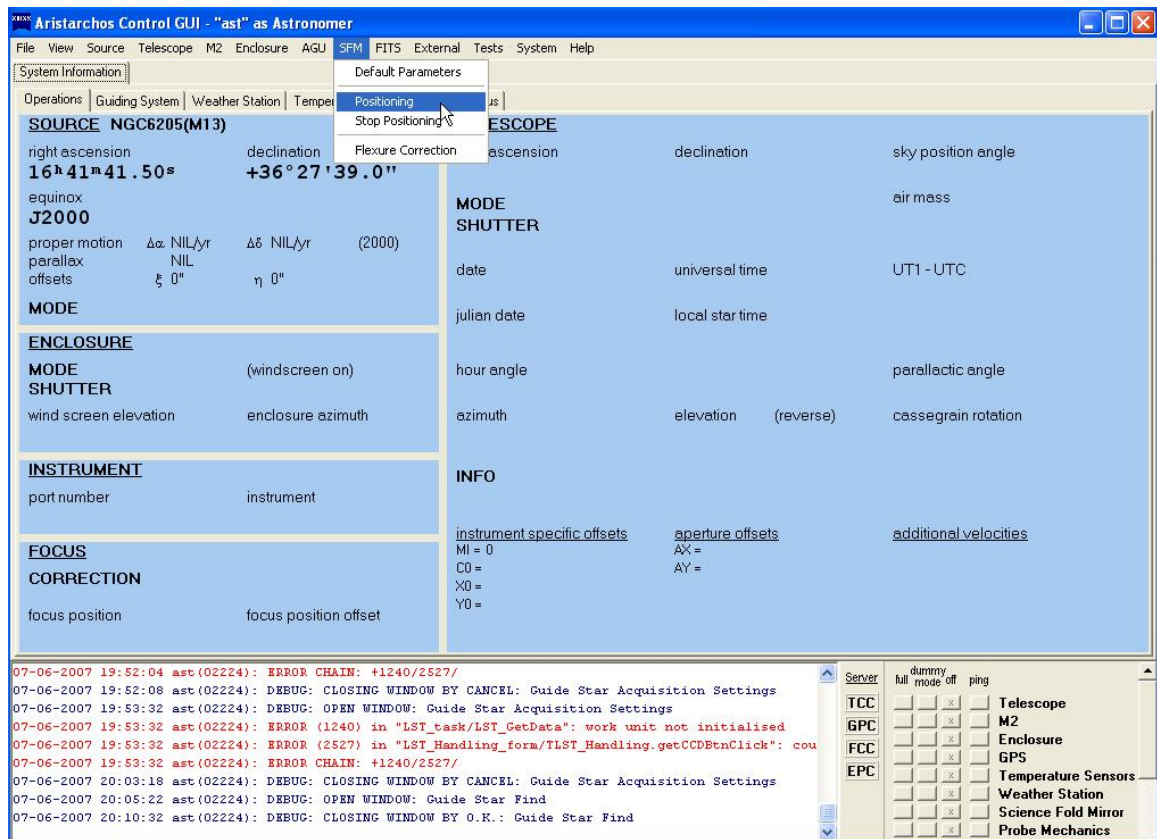 Aristarchos Control GUI - "ast" as Astronomer
File View Source Telescope M2 Enclosure AGU SFM FITS External Tests System Help
System Information
Default Parameters
Positioning
Stop Positioning
Flexure Correction
Operations Guiding System Weather Station Temper us
SOURCE NGC6205(M13)
right ascension declination
16h41m41.50s +36°27'39.0"
equinox
J2000
proper motion Δα NIL/yr Δδ NIL/yr (2000)
parallax NIL
offsets ξ 0" η 0"
MODE
ENCLOSURE
MODE (windscreen on)
SHUTTER
wind screen elevation enclosure azimuth
INSTRUMENT
port number instrument
FOCUS
CORRECTION
focus position focus position offset
ESCOPE
ascension declination sky position angle
air mass
MODE
SHUTTER
date universal time UT1 - UTC
julian date local star time
hour angle parallactic angle
azimuth elevation (reverse) cassegrain rotation
INFO
instrument specific offsets aperture offsets additional velocities
MI = 0 AX =
C0 = AY =
X0 =
Y0 =
07-06-2007 19:52:04 ast(02224): ERROR CHAIN: +1240/2527/
07-06-2007 19:52:08 ast(02224): DEBUG: CLOSING WINDOW BY CANCEL: Guide Star Acquisition Settings
07-06-2007 19:53:32 ast(02224): DEBUG: OPEN WINDOW: Guide Star Acquisition Settings
07-06-2007 19:53:32 ast(02224): ERROR (1240) in "LST_task/LST_GetData": work unit not initialised
07-06-2007 19:53:32 ast(02224): ERROR (2527) in "LST_Handling_form/TLST_Handling.getCCDBtnClick": cou
07-06-2007 19:53:32 ast(02224): ERROR CHAIN: +1240/2527/
07-06-2007 20:03:18 ast(02224): DEBUG: CLOSING WINDOW BY CANCEL: Guide Star Acquisition Settings
07-06-2007 20:05:22 ast(02224): DEBUG: OPEN WINDOW: Guide Star Find
07-06-2007 20:10:32 ast(02224): DEBUG: CLOSING WINDOW BY O.K.: Guide Star Find
Server
TCC
GPC
FCC
EPC
full dummy mode off ping
x Telescope
x M2
x Enclosure
x GPS
x Temperature Sensors
x Weather Station
x Science Fold Mirror
x Probe Mechanics